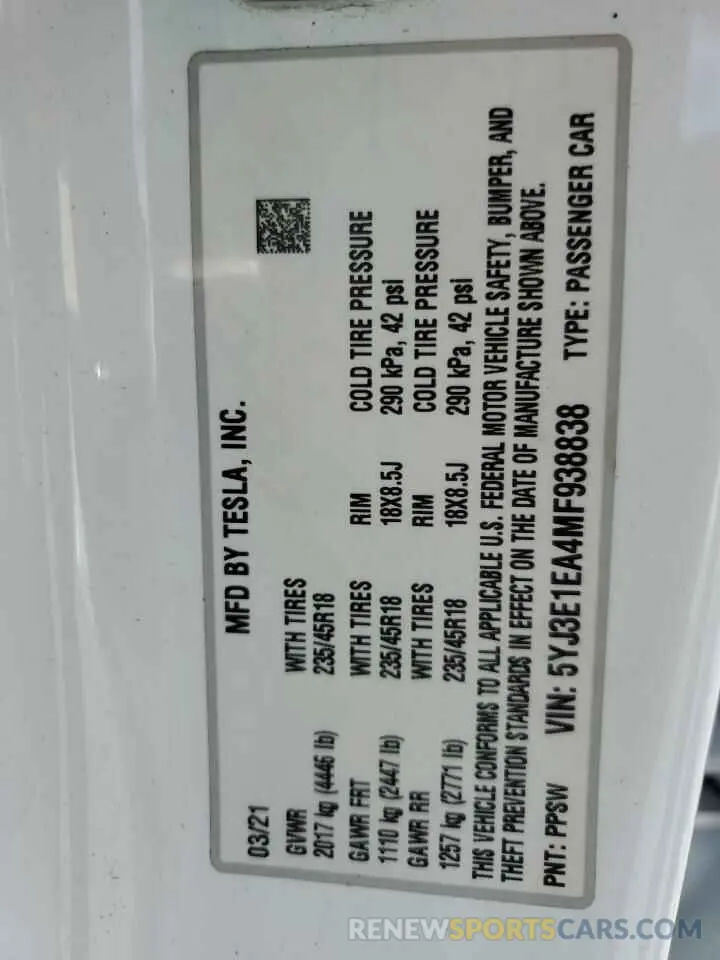 MFD BY TESLA, INC.
03/21
GVWR WITH TIRES
2017 kg (4446 lb) 235/45R18
GAWR FRT WITH TIRES RIM COLD TIRE PRESSURE
1110 kg (2447 lb) 235/45R18 18X8.5J 290 kPa, 42 psi
GAWR RR WITH TIRES RIM COLD TIRE PRESSURE
1257 kg (2771 lb) 235/45R18 18X8.5J 290 kPa, 42 psi
THIS VEHICLE CONFORMS TO ALL APPLICABLE U.S. FEDERAL MOTOR VEHICLE SAFETY, BUMPER, AND
THEFT PREVENTION STANDARDS IN EFFECT ON THE DATE OF MANUFACTURE SHOWN ABOVE.
PNT: PPSW VIN: 5YJ3E1EA4MF938838 TYPE: PASSENGER CAR
RENEWSPORTSCARS.COM